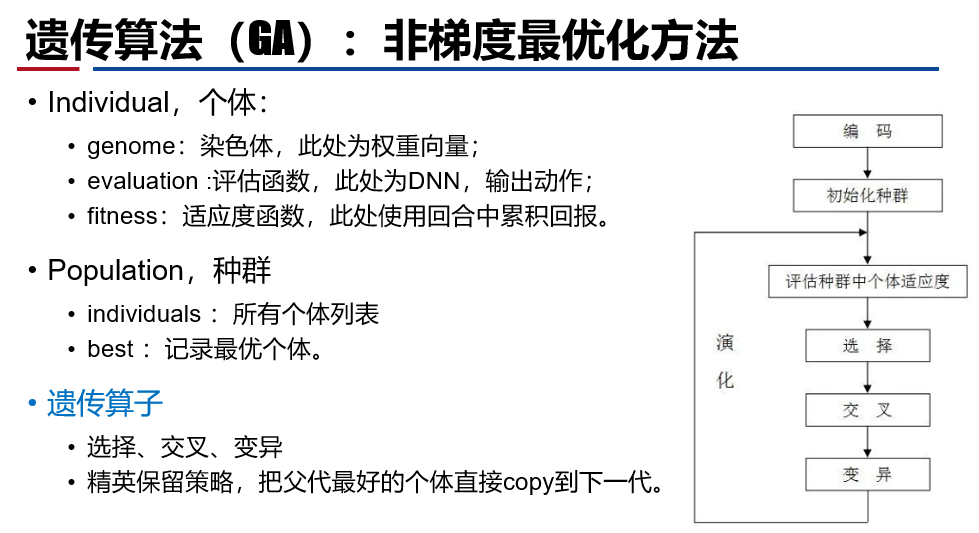 遗传算法（GA）：非梯度最优化方法
• Individual，个体：
• genome：染色体，此处为权重向量；
• evaluation :评估函数，此处为DNN，输出动作；
• fitness：适应度函数，此处使用回合中累积回报。
• Population，种群
• individuals ：所有个体列表
• best ：记录最优个体。
• 遗传算子
• 选择、交叉、变异
• 精英保留策略，把父代最好的个体直接copy到下一代。
编 码
初始化种群
评估种群中个体适应度
选 择
交 叉
变 异
演
化